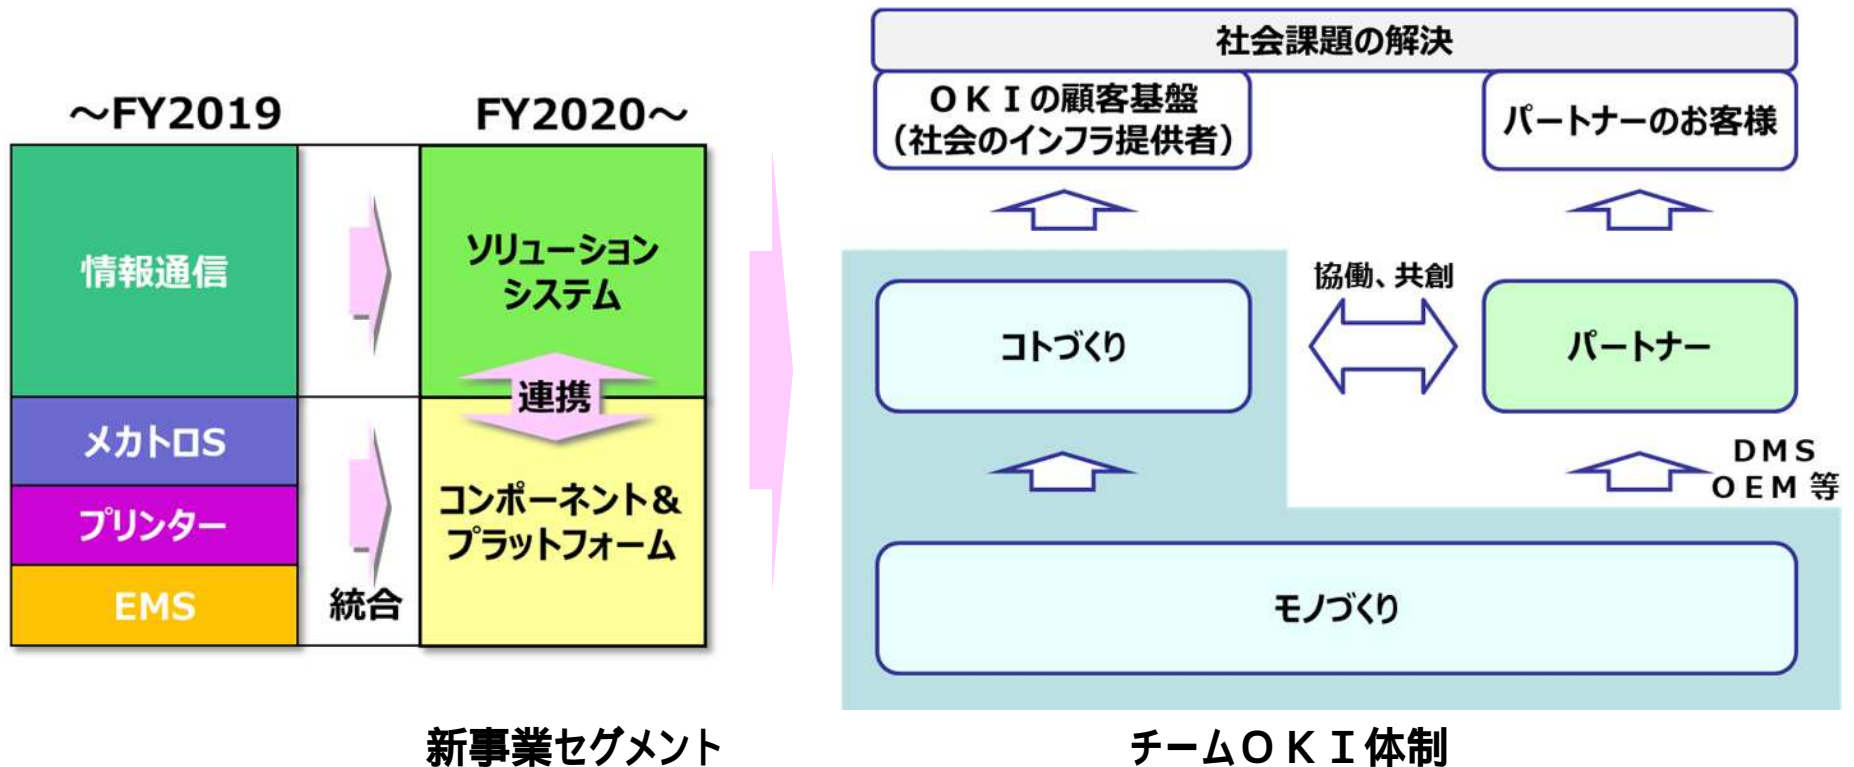 ～FY2019
FY2020～
情報通信
メカトロS
プリンター
EMS
統合
ソリューション
システム
連携
コンポーネント＆
プラットフォーム
新事業セグメント
社会課題の解決
ＯＫＩの顧客基盤
（社会のインフラ提供者）
パートナーのお客様
コトづくり
協働、共創
パートナー
ＤＭＳ
ＯＥＭ等
モノづくり
チームＯＫＩ体制